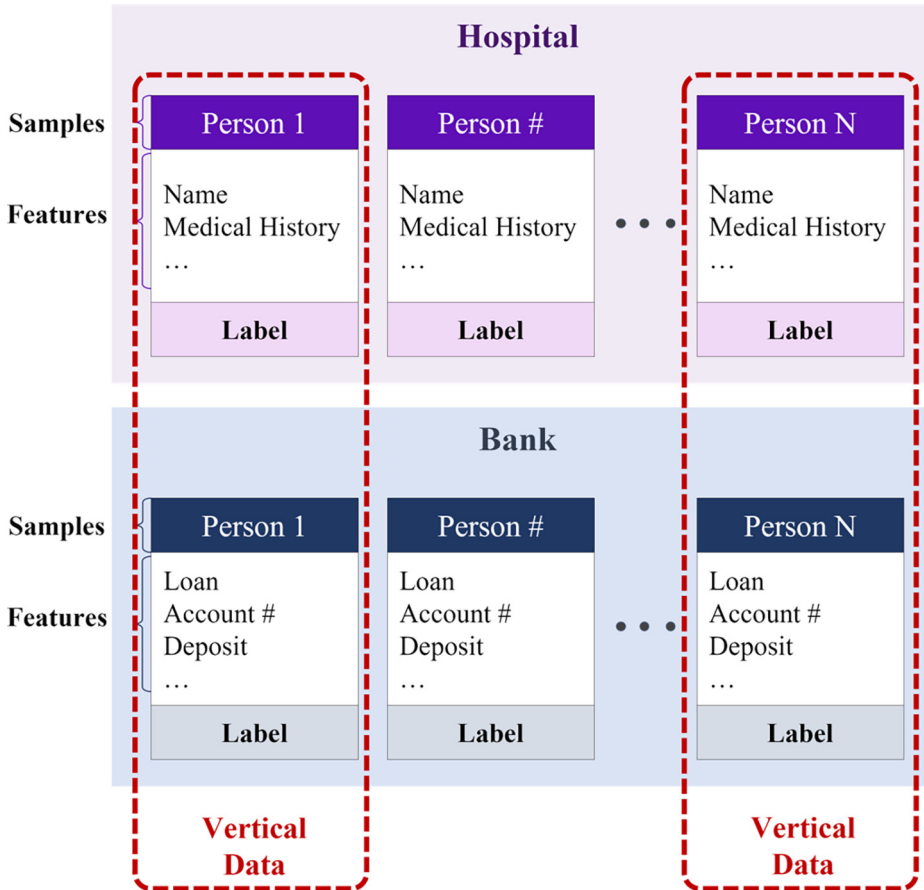 Hospital
Samples
Person 1
Person #
Person N
Features
Name
Medical History
…
Name
Medical History
…
• • •
Name
Medical History
…
Label
Label
Label
Bank
Samples
Person 1
Person #
Person N
Features
Loan
Account #
Deposit
…
Loan
Account #
Deposit
…
• • •
Loan
Account #
Deposit
…
Label
Label
Label
Vertical
Data
Vertical
Data